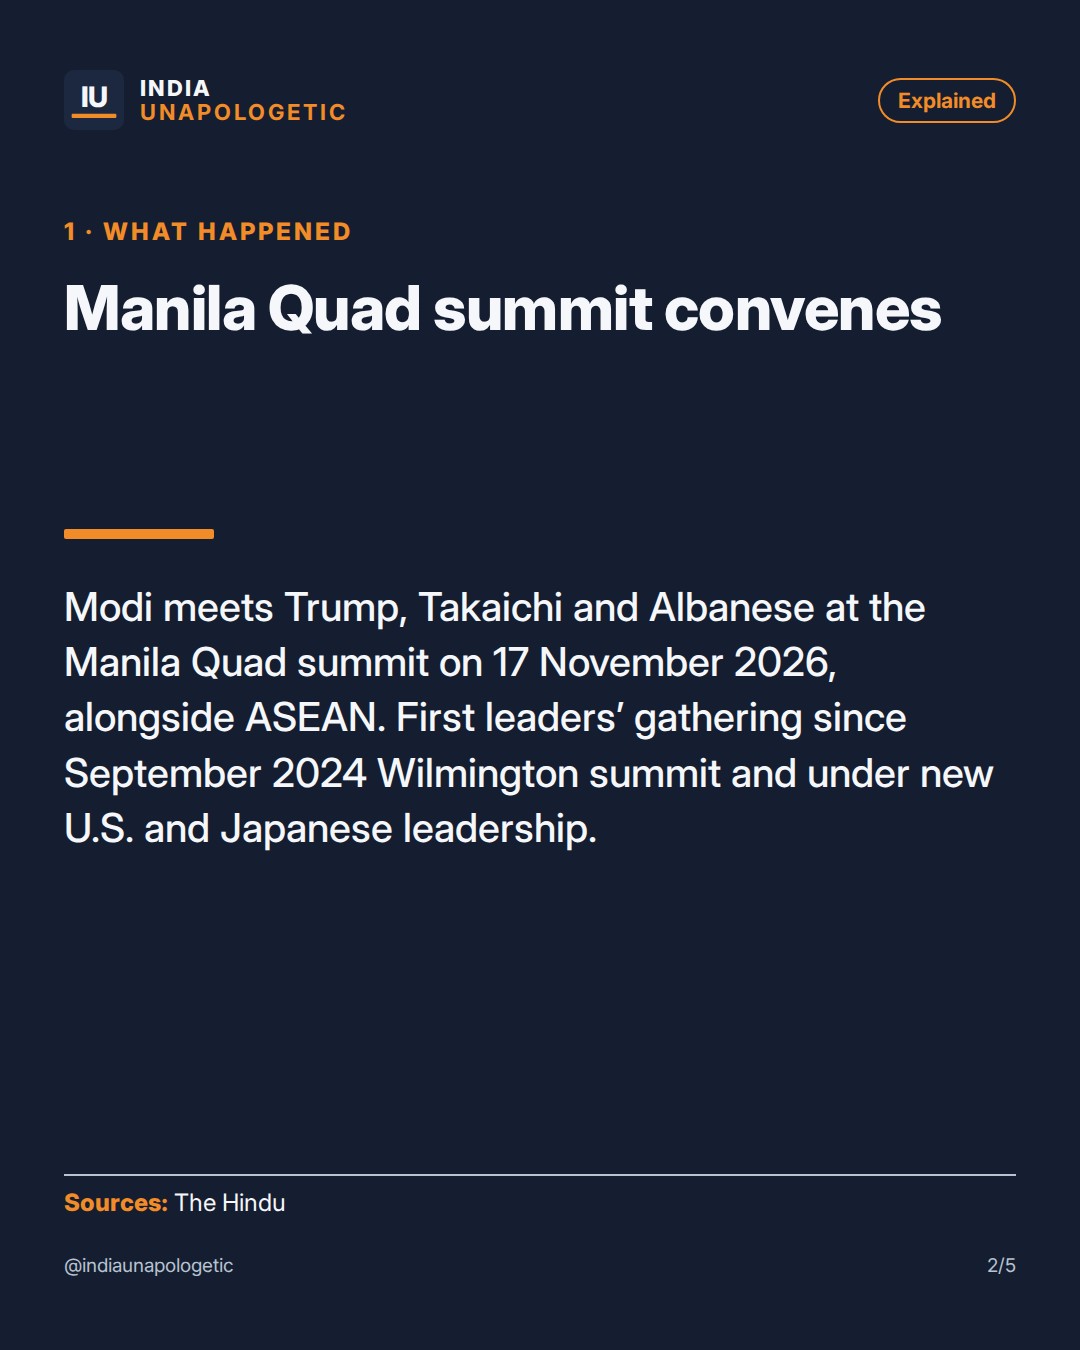 IU
INDIA
UNAPOLOGETIC
Explained
1 · WHAT HAPPENED
Manila Quad summit convenes
Modi meets Trump, Takaichi and Albanese at the
Manila Quad summit on 17 November 2026,
alongside ASEAN. First leaders’ gathering since
September 2024 Wilmington summit and under new
U.S. and Japanese leadership.
Sources: The Hindu
@indiaunapologetic
2/5